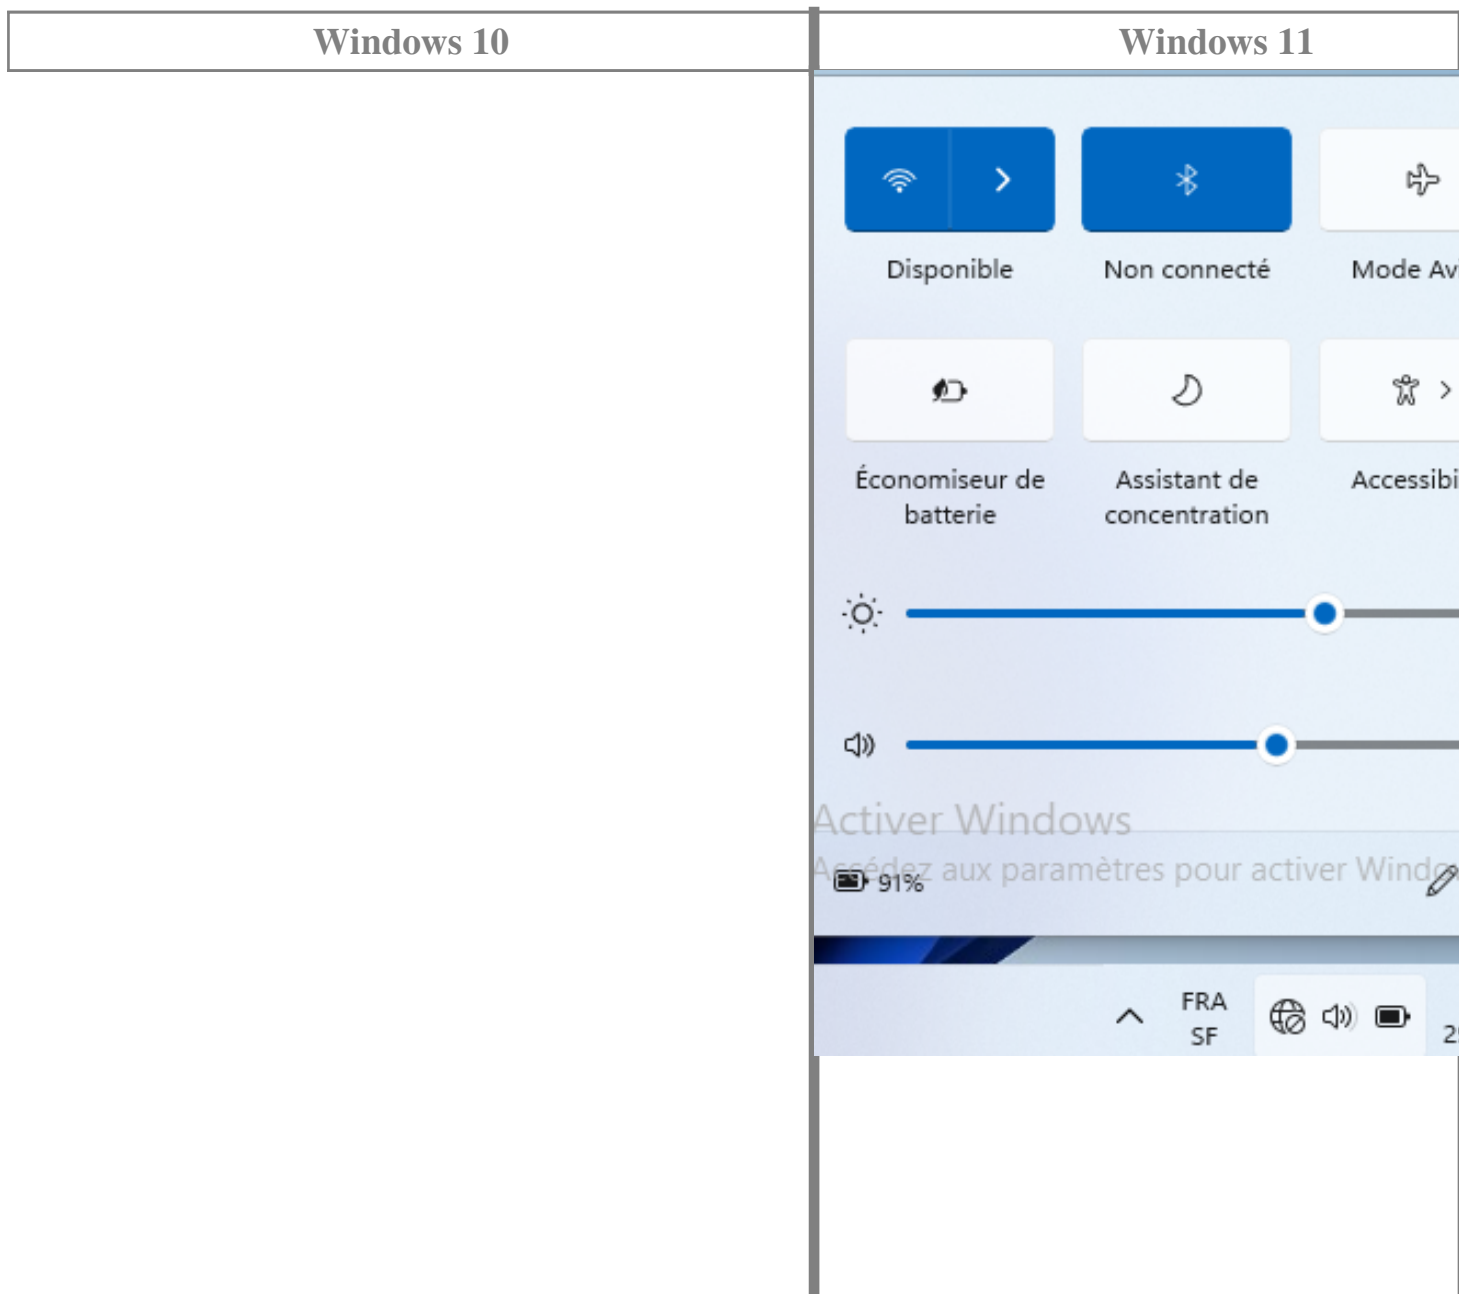 Windows 10
Windows 11
Disponible
Non connecté
Mode Av
Économiseur de
batterie
Assistant de
concentration
Accessibi
Activer Windows
Accédez aux paramètres pour activer Windo
91%
FRA
SF